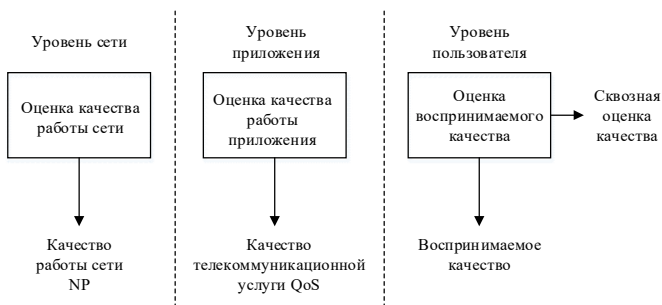 Уровень сети
Уровень
приложения
Уровень
пользователя
Оценка качества
работы сети
Оценка качества
работы
приложения
Оценка
воспринимаемого
качества
Сквозная
оценка
качества
Качество
работы сети
NP
Качество
телекоммуникационной
услуги QoS
Воспринимаемое
качество